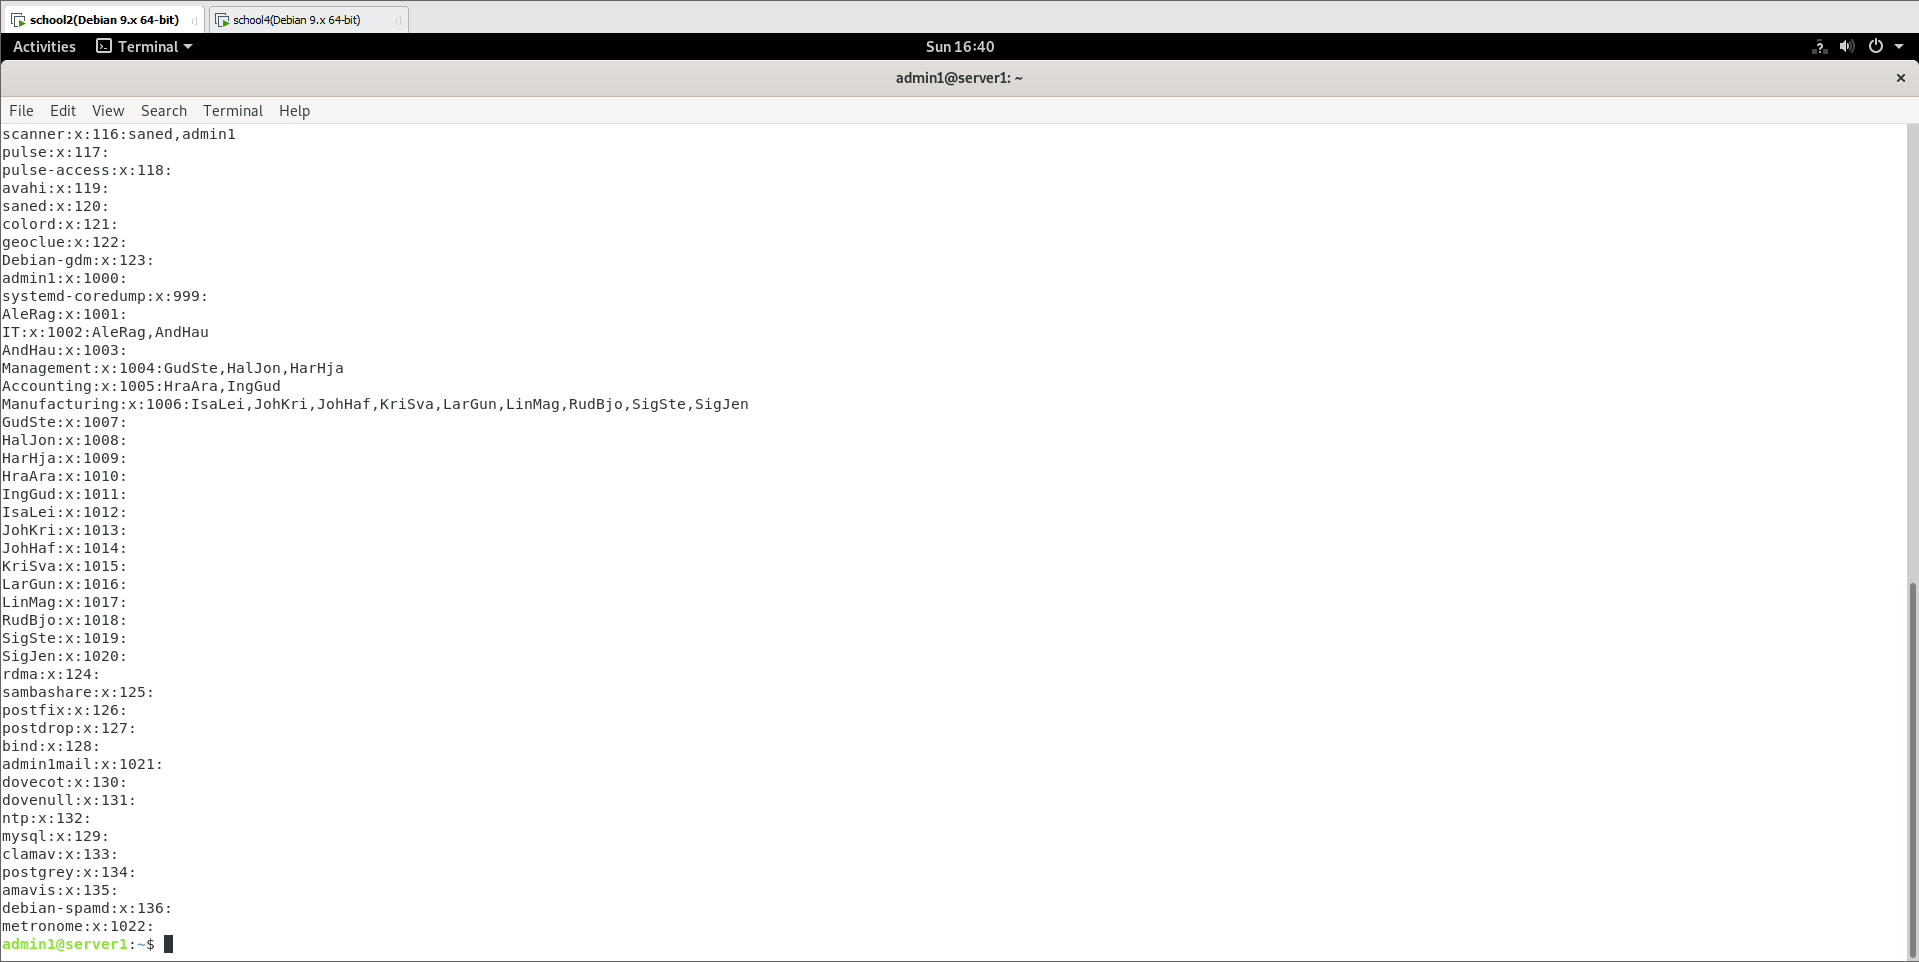 school2(Debian 9.x 64-bit)
school4(Debian 9.x 64-bit)
Activities
Terminal
Sun 16:40
admin1@server1: ~
File Edit View Search Terminal Help
scanner:x:116:saned,admin1
pulse:x:117:
pulse-access:x:118:
avahi:x:119:
saned:x:120:
colord:x:121:
geoclue:x:122:
Debian-gdm:x:123:
admin1:x:1000:
systemd-coredump:x:999:
AleRag:x:1001:
IT:x:1002:AleRag,AndHau
AndHau:x:1003:
Management:x:1004:GudSte,HalJon,HarHja
Accounting:x:1005:HraAra,IngGud
Manufacturing:x:1006:IsaLei,JohKri,JohHaf,KriSva,LarGun,LinMag,RudBjo,SigSte,SigJen
GudSte:x:1007:
HalJon:x:1008:
HarHja:x:1009:
HraAra:x:1010:
IngGud:x:1011:
IsaLei:x:1012:
JohKri:x:1013:
JohHaf:x:1014:
KriSva:x:1015:
LarGun:x:1016:
LinMag:x:1017:
RudBjo:x:1018:
SigSte:x:1019:
SigJen:x:1020:
rdma:x:124:
sambashare:x:125:
postfix:x:126:
postdrop:x:127:
bind:x:128:
admin1mail:x:1021:
dovecot:x:130:
dovenull:x:131:
ntp:x:132:
mysql:x:129:
clamav:x:133:
postgrey:x:134:
amavis:x:135:
debian-spamd:x:136:
metronome:x:1022:
admin1@server1:~$